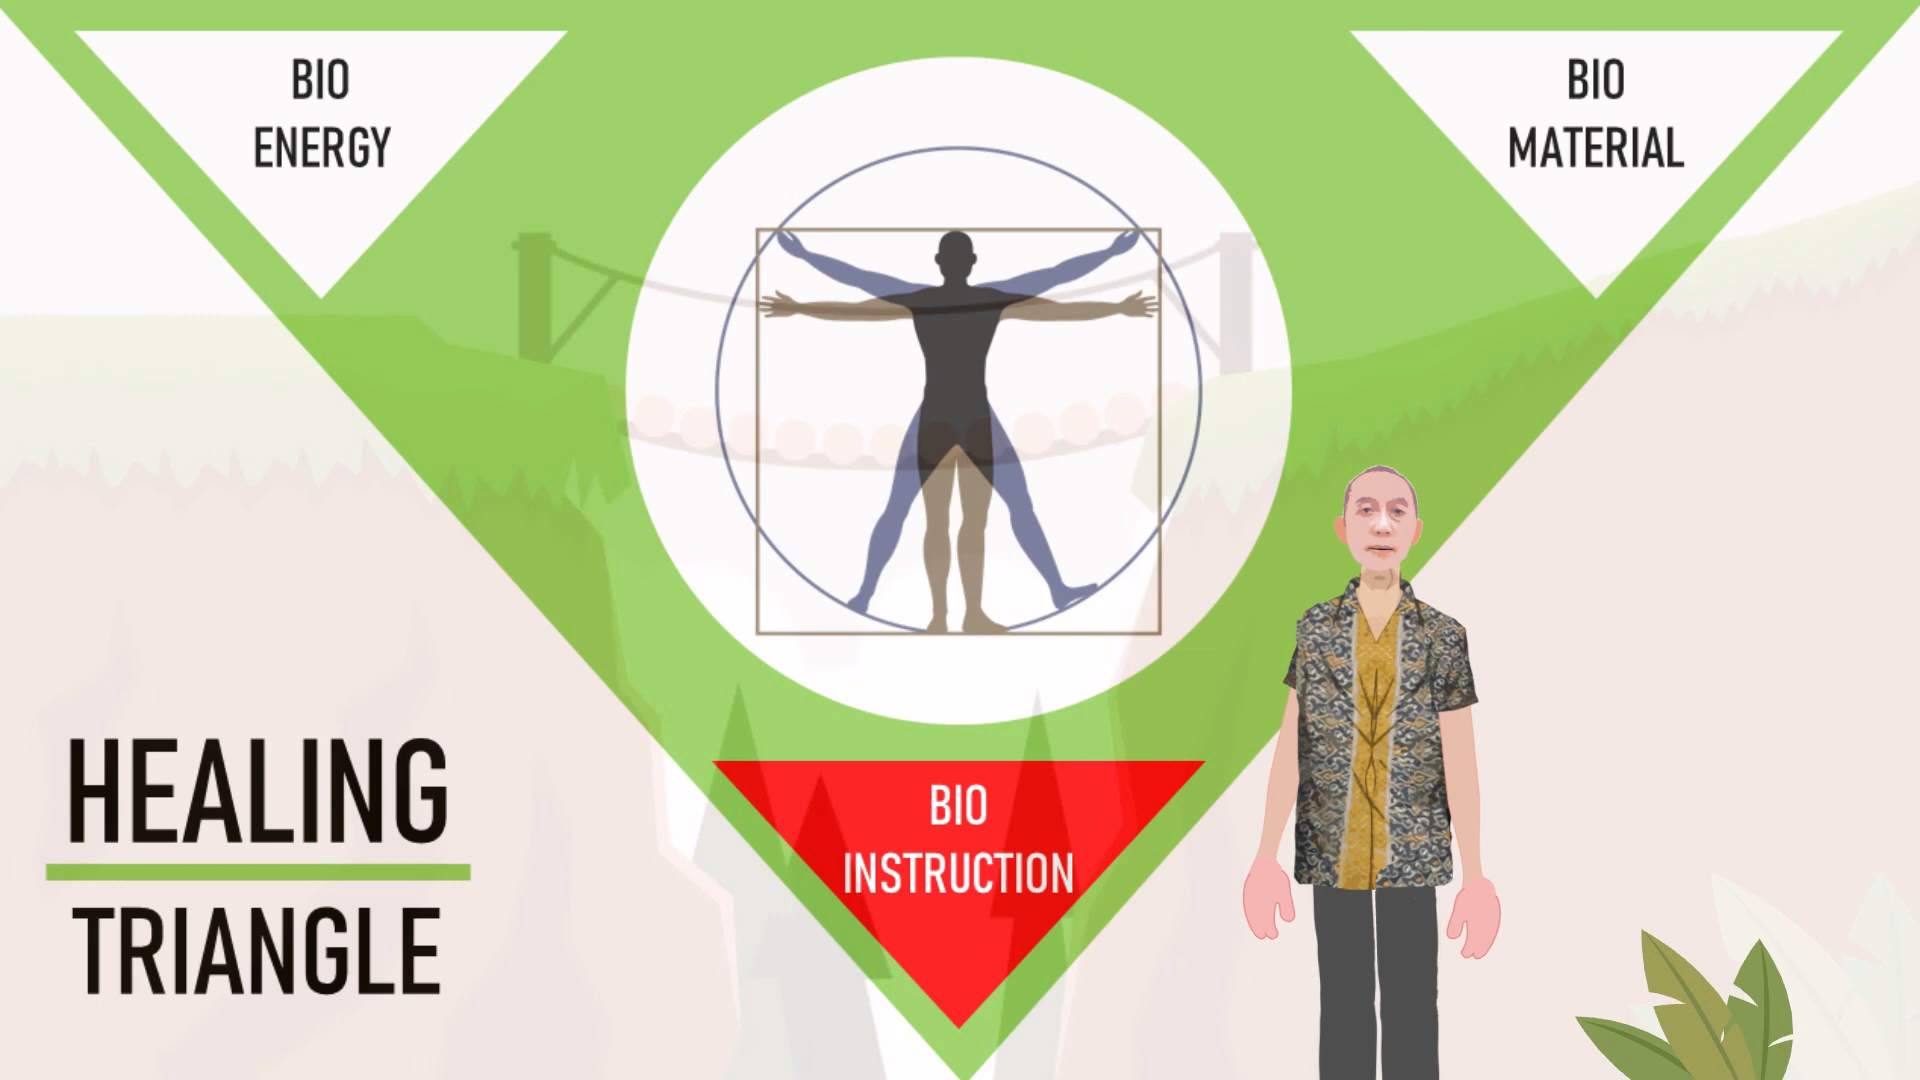 BIO
ENERGY
BIO
MATERIAL
BIO
INSTRUCTION
HEALING
TRIANGLE